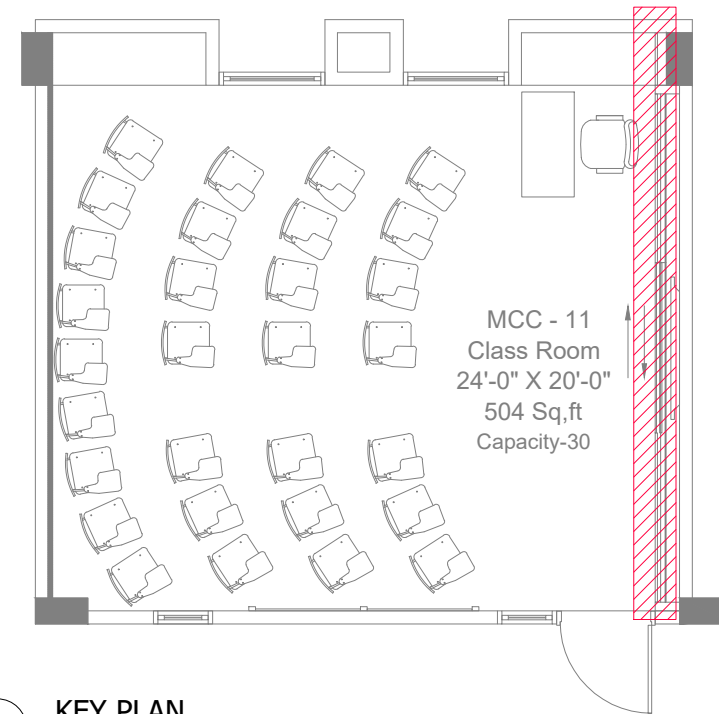 MCC - 11
Class Room
24'-0" X 20'-0"
504 Sq,ft
Capacity-30
KEY PLAN